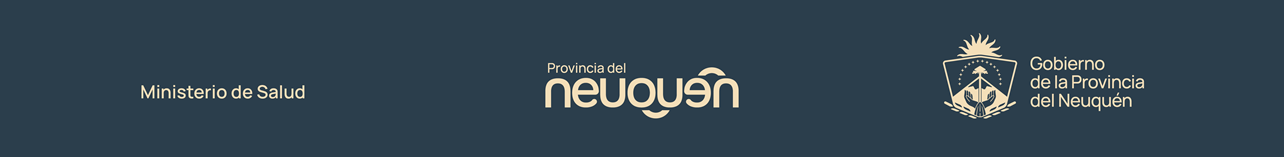 Ministerio de Salud
Provincia del
neuquén
Gobierno
de la Provincia
del Neuquén